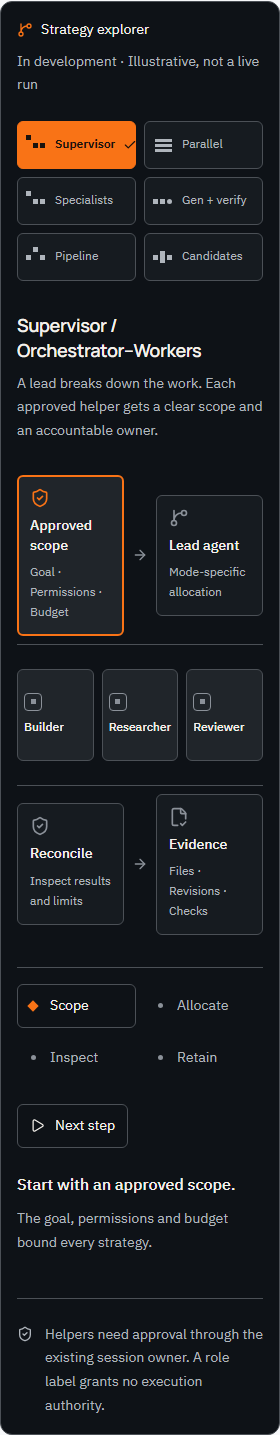 Strategy explorer
In development · Illustrative, not a live
run
Supervisor
Parallel
Specialists
Gen + verify
Pipeline
Candidates
Supervisor /
Orchestrator–Workers
A lead breaks down the work. Each
approved helper gets a clear scope and
an accountable owner.
Approved
scope
Goal ·
Permissions ·
Budget
Lead agent
Mode-specific
allocation
Builder
Researcher
Reviewer
Reconcile
Inspect results
and limits
Evidence
Files ·
Revisions ·
Checks
Scope
Allocate
Inspect
Retain
Next step
Start with an approved scope.
The goal, permissions and budget
bound every strategy.
Helpers need approval through the
existing session owner. A role
label grants no execution
authority.